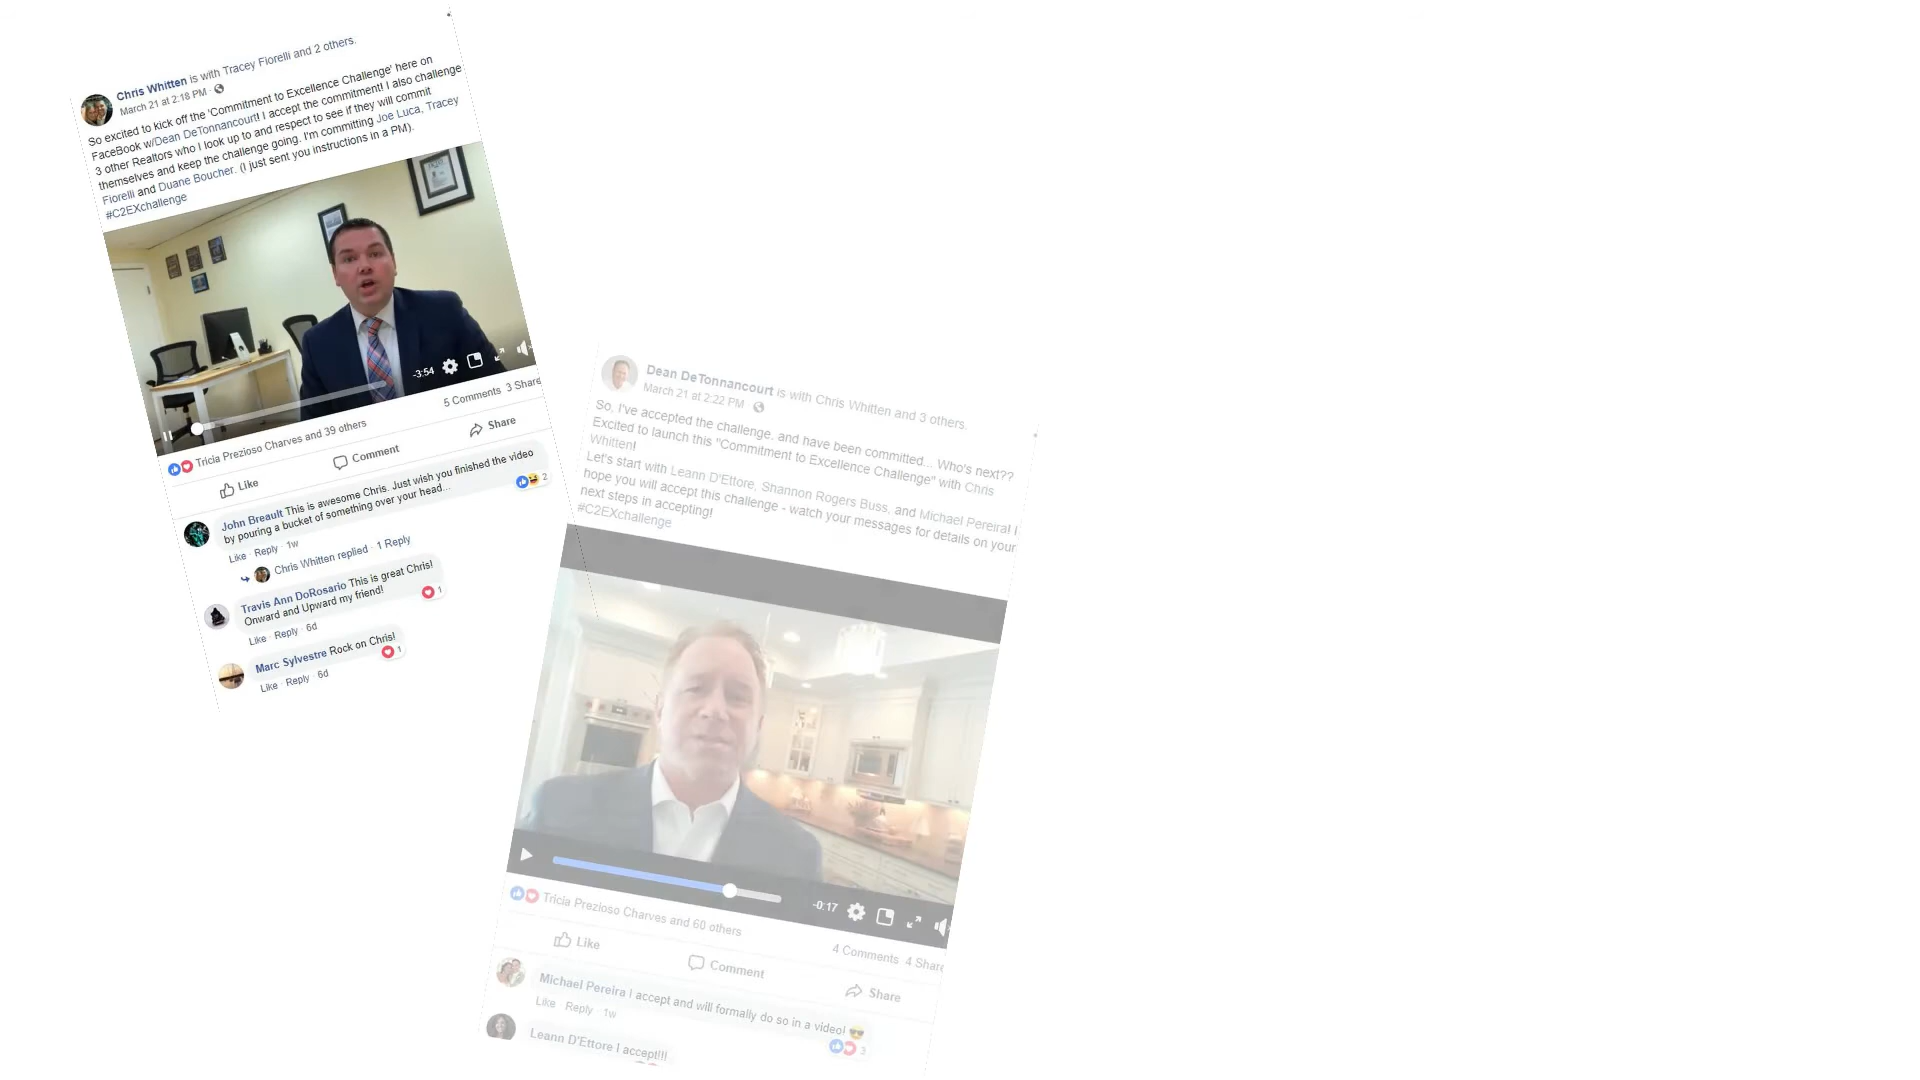 Chris Whitten is with Tracey Fiorelli and 2 others.
March 21 at 2:18 PM ·
So excited to kick off the 'Commitment to Excellence Challenge' here on
FaceBook w/Dean DeTonnancourt! I accept the commitment! I also challenge
3 other Realtors who I look up to and respect to see if they will commit
themselves and keep the challenge going. I'm committing Joe Luca, Tracey
Fiorelli and Duane Boucher. (I just sent you instructions in a PM).
#C2EXchallenge
-3:54
Tricia Prezioso Charves and 39 others
5 Comments 3 Share
Like
Comment
Share
John Breault This is awesome Chris. Just wish you finished the video
by pouring a bucket of something over your head...
2
Like · Reply · 1w
Chris Whitten replied · 1 Reply
Travis Ann DoRosario This is great Chris!
Onward and Upward my friend!
1
Like · Reply · 6d
Marc Sylvestre Rock on Chris!
1
Like · Reply · 6d
Dean DeTonnancourt is with Chris Whitten and 3 others.
March 21 at 2:22 PM ·
So, I've accepted the challenge, and have been committed... Who's next??
Excited to launch this "Commitment to Excellence Challenge" with Chris
Whitten!
Let's start with Leann D'Ettore, Shannon Rogers Buss, and Michael Pereira! I
hope you will accept this challenge - watch your messages for details on your
next steps in accepting!
#C2EXchallenge
-0:17
Tricia Prezioso Charves and 60 others
4 Comments 4 Share
Like
Comment
Share
Michael Pereira I accept and will formally do so in a video! 😎
3
Like · Reply · 1w
Leann D'Ettore I accept!!!